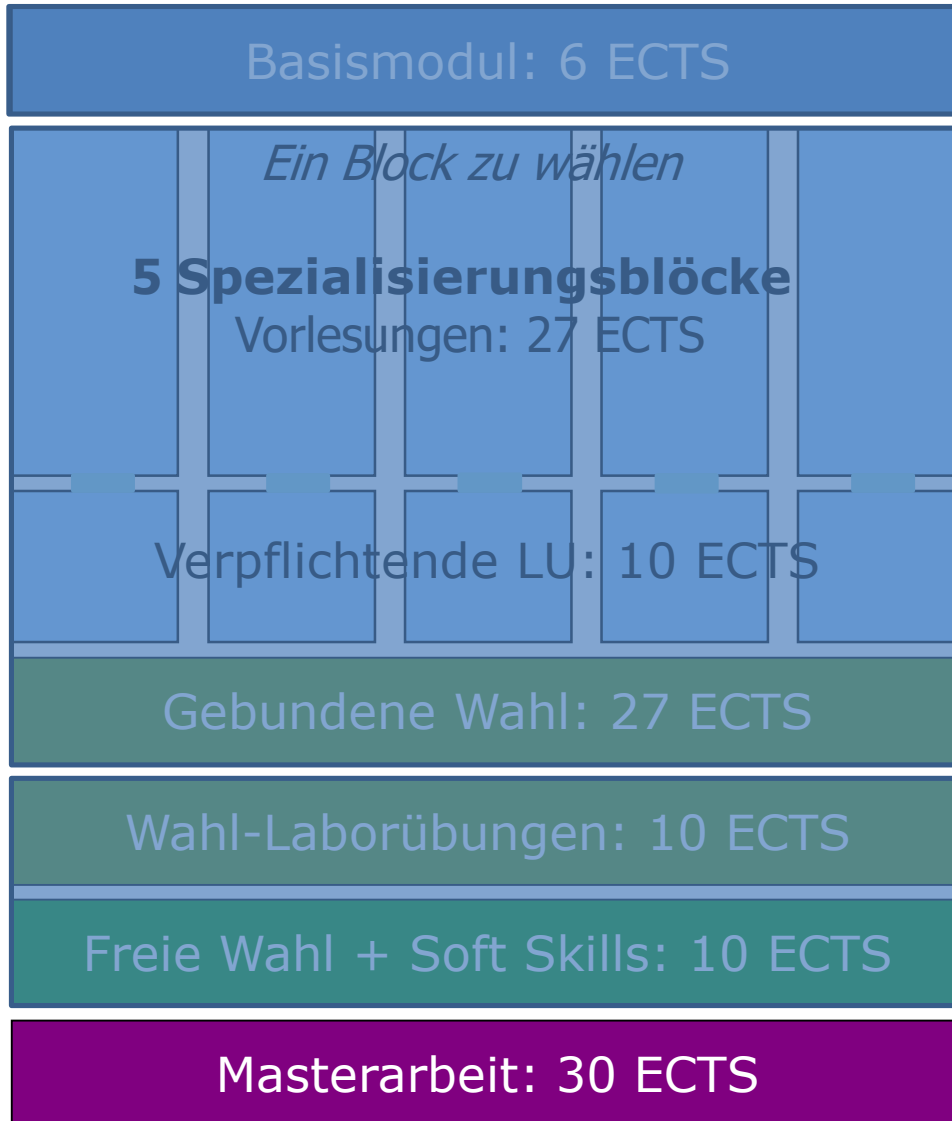 Basismodul: 6 ECTS
Ein Block zu wählen
5 Spezialisierungsblöcke
Vorlesungen: 27 ECTS
Verpflichtende LU: 10 ECTS
Gebundene Wahl: 27 ECTS
Wahl-Laborübungen: 10 ECTS
Freie Wahl + Soft Skills: 10 ECTS
Masterarbeit: 30 ECTS